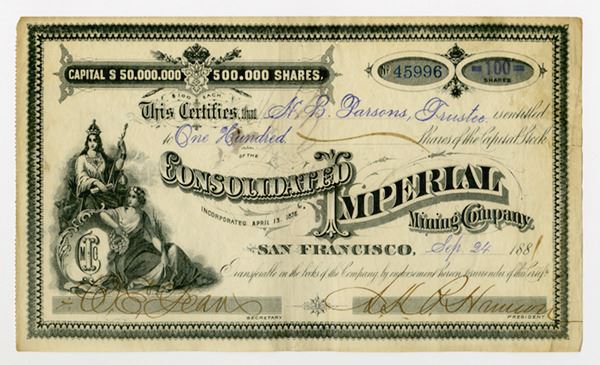 CAPITAL $ 50.000.000 500.000 SHARES.
$100 EACH
No 45996
SHARES
100
This Certifies, that N. B. Parsons, Trustee is entitled
to One Hundred Shares of the Capital Stock
OF THE
CONSOLIDATED IMPERIAL
INCORPORATED APRIL 13. 1876.
Mining Company.
SAN FRANCISCO, Sep 24 1881
Transferable on the books of the Company by endorsement hereon & surrender of this Certif
SECRETARY
PRESIDENT